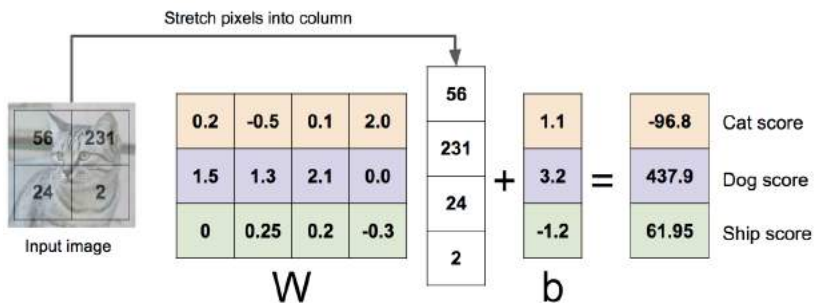 Stretch pixels into column
56 231
24 2
Input image
0.2 -0.5 0.1 2.0
1.5 1.3 2.1 0.0
0 0.25 0.2 -0.3
W
56
231
24
2
+
1.1
3.2
-1.2
b
=
-96.8 Cat score
437.9 Dog score
61.95 Ship score